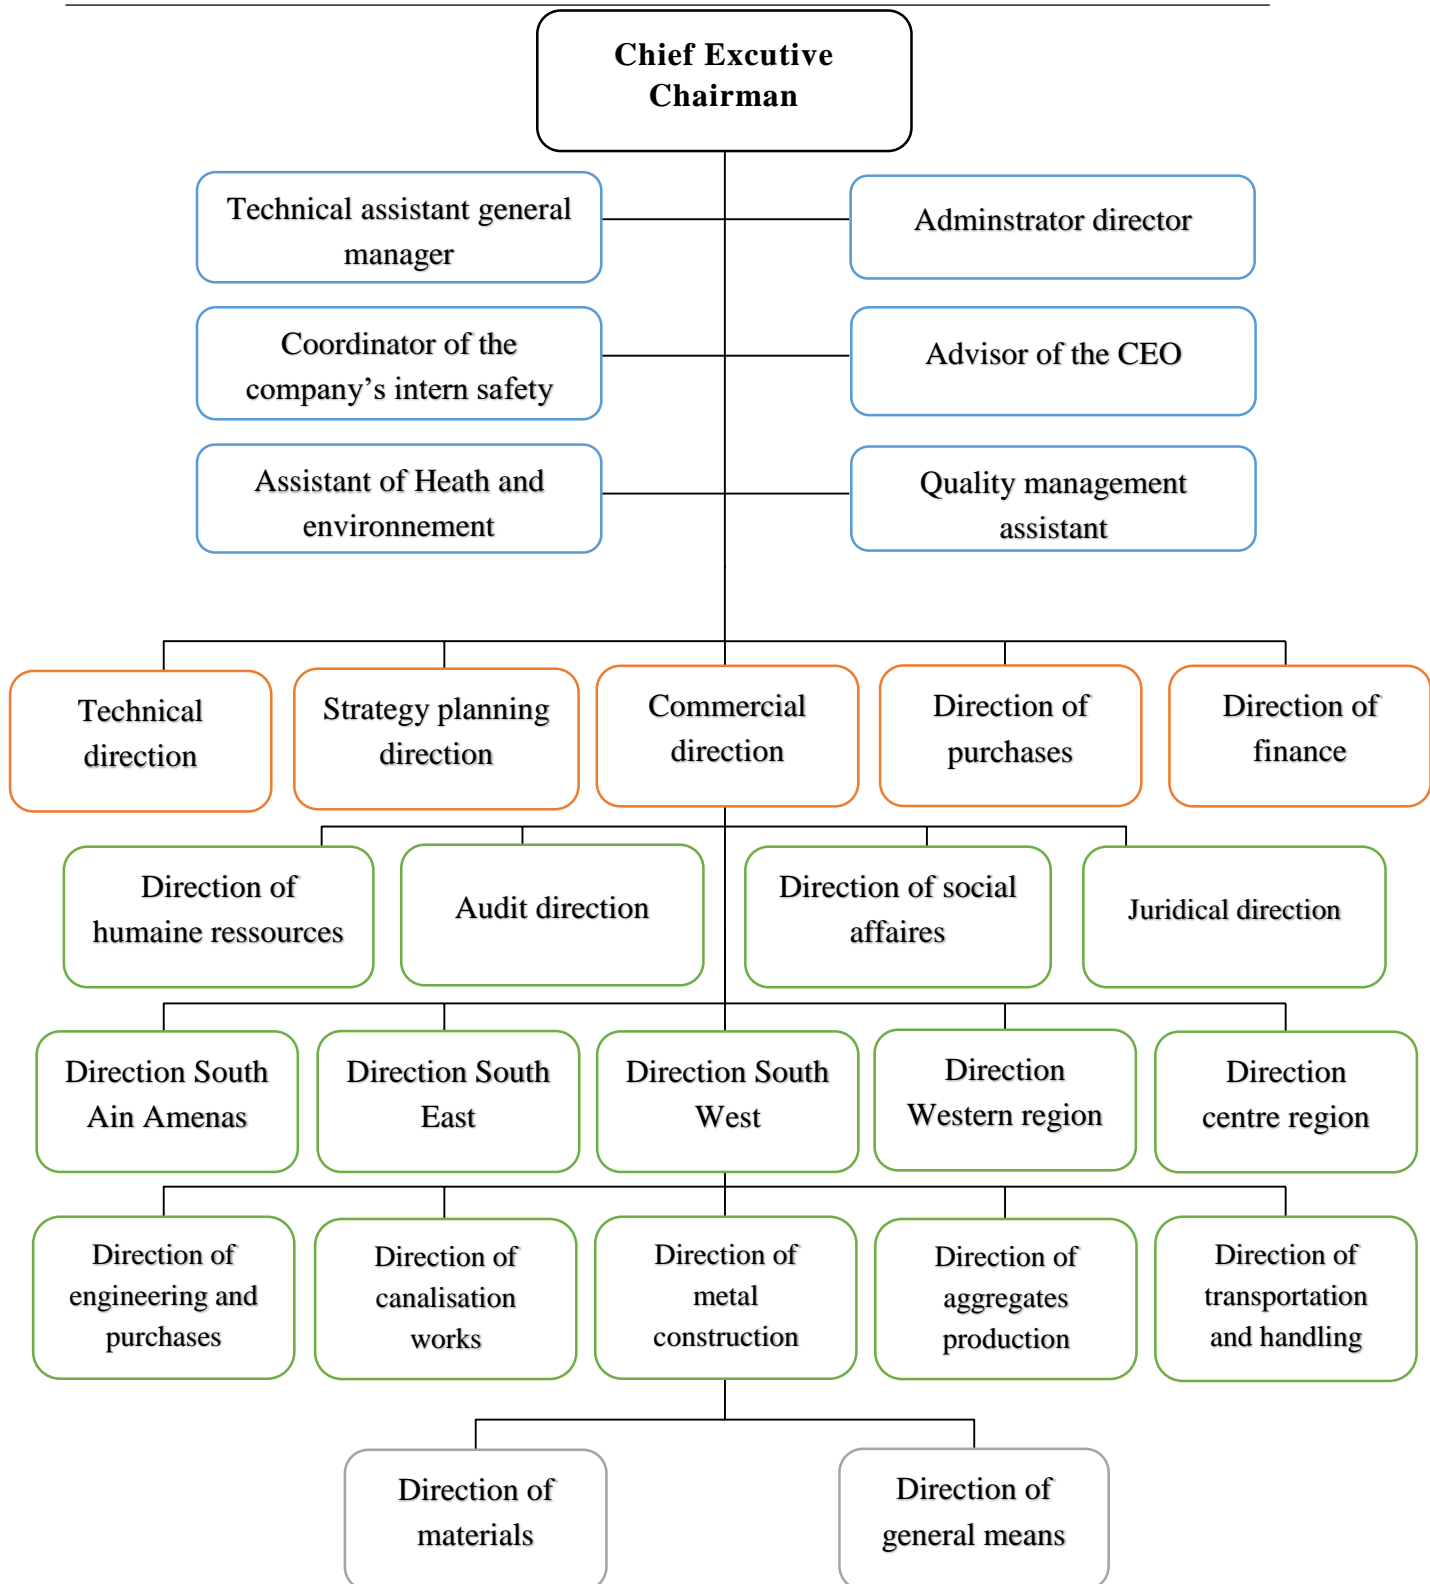 Chief Excutive
Chairman
Technical assistant general
manager
Adminstrator director
Coordinator of the
company’s intern safety
Advisor of the CEO
Assistant of Heath and
environnement
Quality management
assistant
Technical
direction
Strategy planning
direction
Commercial
direction
Direction of
purchases
Direction of
finance
Direction of
humaine ressources
Audit direction
Direction of social
affaires
Juridical direction
Direction South
Ain Amenas
Direction South
East
Direction South
West
Direction
Western region
Direction
centre region
Direction of
engineering and
purchases
Direction of
canalisation
works
Direction of
metal
construction
Direction of
aggregates
production
Direction of
transportation
and handling
Direction of
materials
Direction of
general means